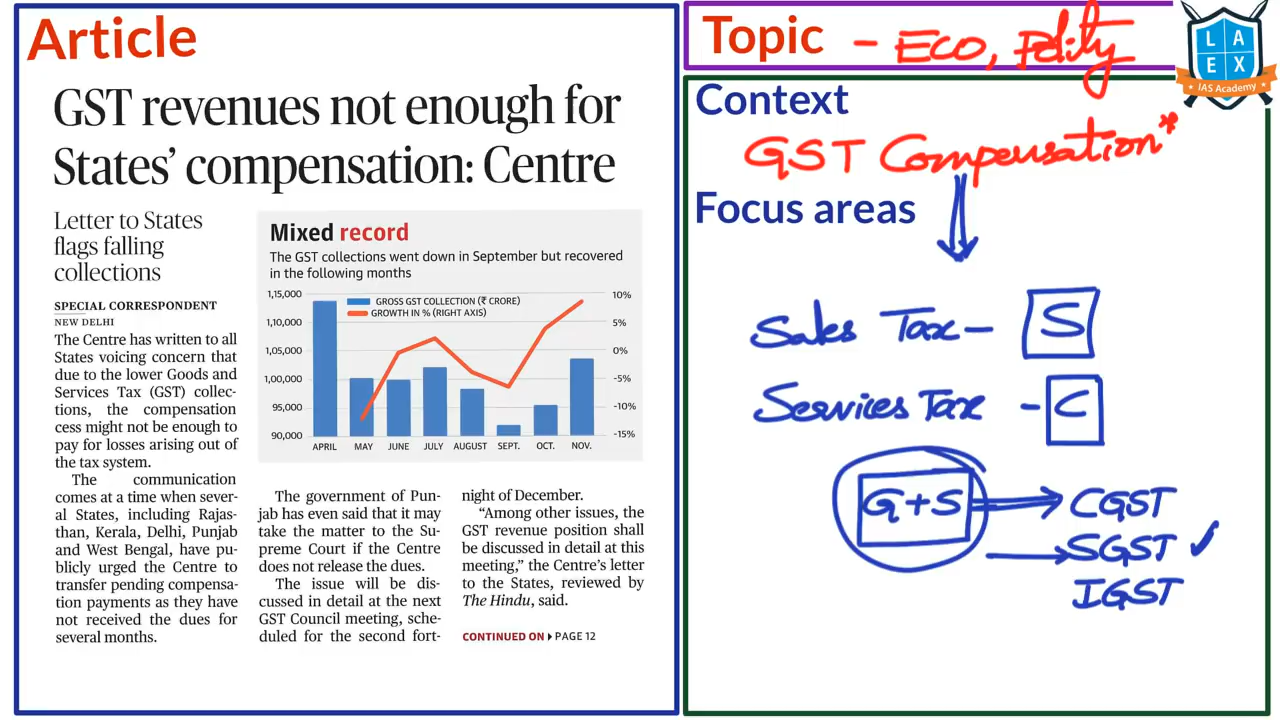 Article
GST revenues not enough for
States' compensation: Centre
Letter to States
flags falling
collections
SPECIAL CORRESPONDENT
NEW DELHI
The Centre has written to all
States voicing concern that
due to the lower Goods and
Services Tax (GST) collec-
tions, the compensation
cess might not be enough to
pay for losses arising out of
the tax system.
The communication
comes at a time when sever-
al States, including Rajas-
than, Kerala, Delhi, Punjab
and West Bengal, have pu-
blicly urged the Centre to
transfer pending compensa-
tion payments as they have
not received the dues for
several months.
Mixed record
The GST collections went down in September but recovered
in the following months
GROSS GST COLLECTION (₹ CRORE)
GROWTH IN % (RIGHT AXIS)
1,15,000
1,10,000
1,05,000
1,00,000
95,000
90,000
10%
5%
0%
-5%
-10%
-15%
APRIL MAY JUNE JULY AUGUST SEPT. OCT. NOV.
The government of Pun-
jab has even said that it may
take the matter to the Su-
preme Court if the Centre
does not release the dues.
The issue will be dis-
cussed in detail at the next
GST Council meeting, sche-
duled for the second fort-
night of December.
"Among other issues, the
GST revenue position shall
be discussed in detail at this
meeting," the Centre's letter
to the States, reviewed by
The Hindu, said.
CONTINUED ON PAGE 12
Topic - ECO, Polity
LAEX
IAS Academy
Context
GST Compensation*
Focus areas
Sales Tax - S
Services Tax - C
G+S
CGST
SGST ✓
IGST